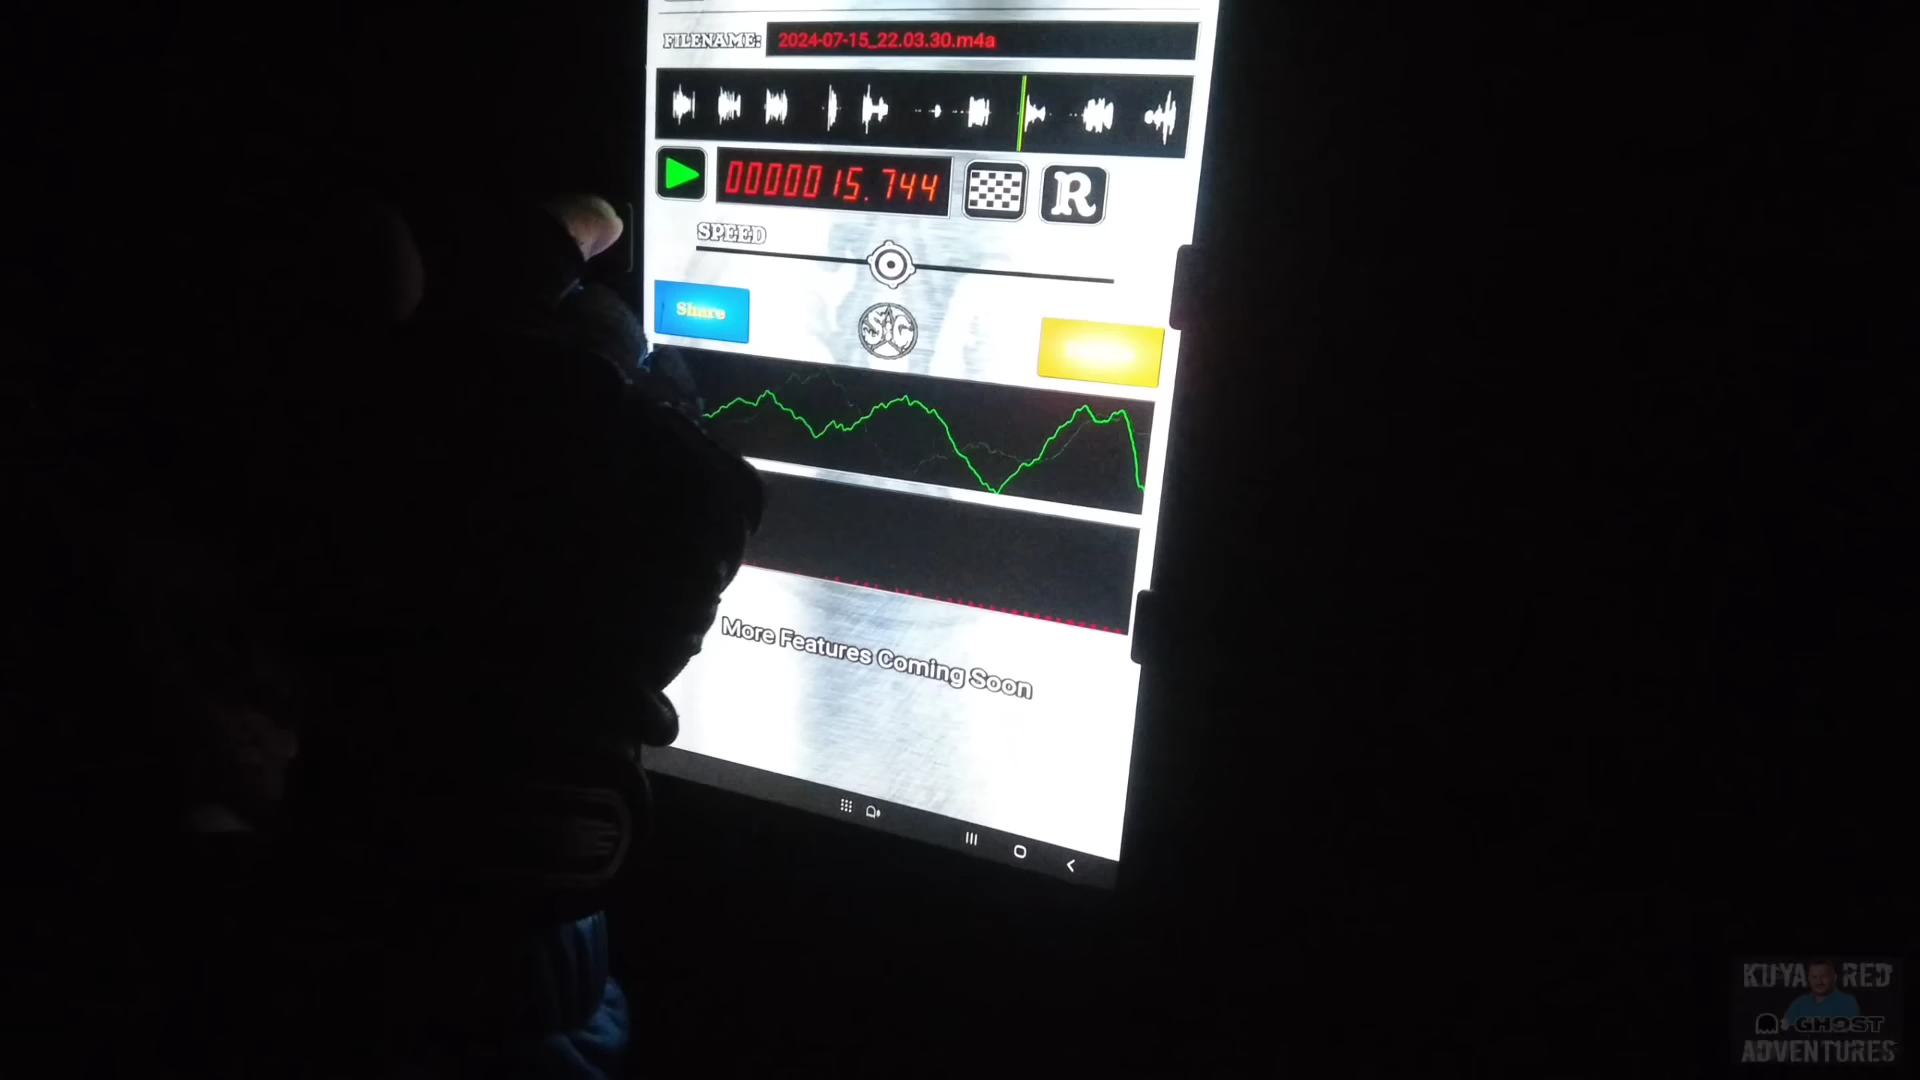 FILENAME: 2024-07-15_22.03.30.m4a
0000015.744
R
SPEED
Share
SG
More Features Coming Soon
KUYA RED
GHOST
ADVENTURES